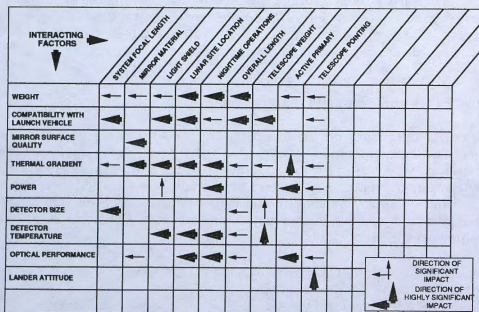 INTERACTING
FACTORS
SYSTEM FOCAL LENGTH
MIRROR MATERIAL
LIGHT SHIELD
LUNAR SITE LOCATION
NIGHTTIME OPERATIONS
OVERALL LENGTH
TELESCOPE WEIGHT
ACTIVE PRIMARY
TELESCOPE POINTING
WEIGHT
COMPATIBILITY WITH
LAUNCH VEHICLE
MIRROR SURFACE
QUALITY
THERMAL GRADIENT
POWER
DETECTOR SIZE
DETECTOR
TEMPERATURE
OPTICAL PERFORMANCE
LANDER ATTITUDE
DIRECTION OF
SIGNIFICANT
IMPACT
DIRECTION OF
HIGHLY SIGNIFICANT
IMPACT